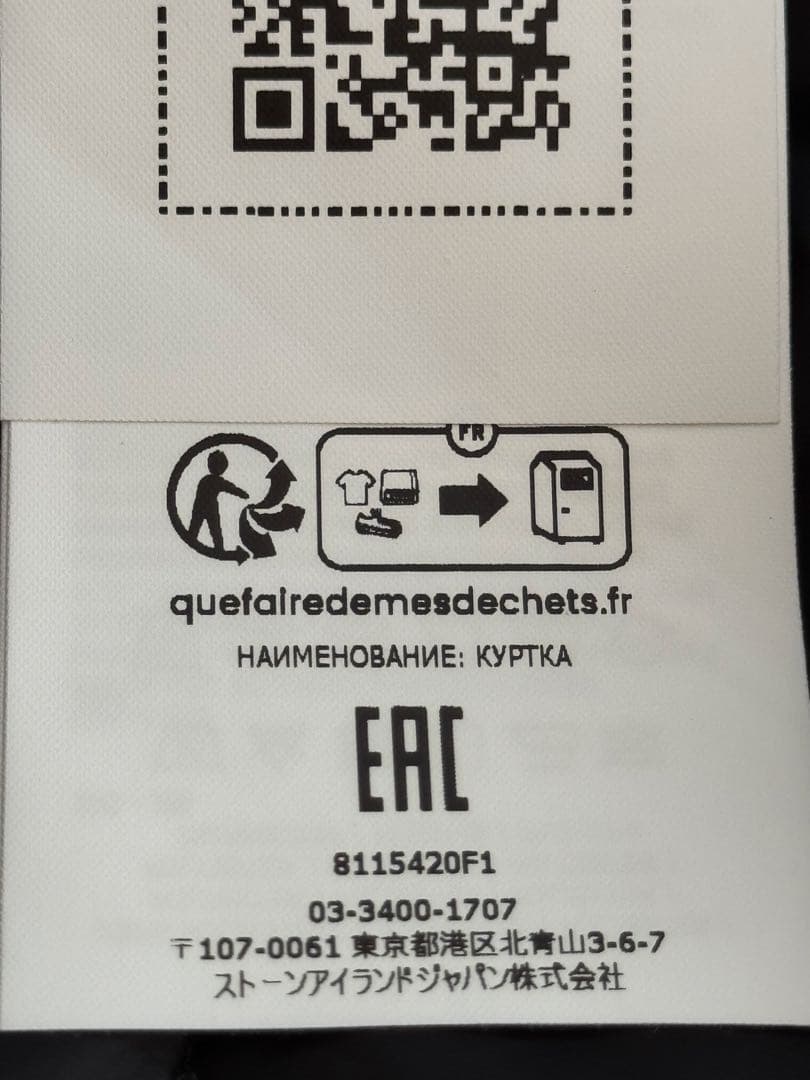 FR
quefairedemesdechets.fr
НАИМЕНОВАНИЕ: КУРТКА
EAC
8115420F1
03-3400-1707
〒107-0061 東京都港区北青山3-6-7
ストーンアイランドジャパン株式会社